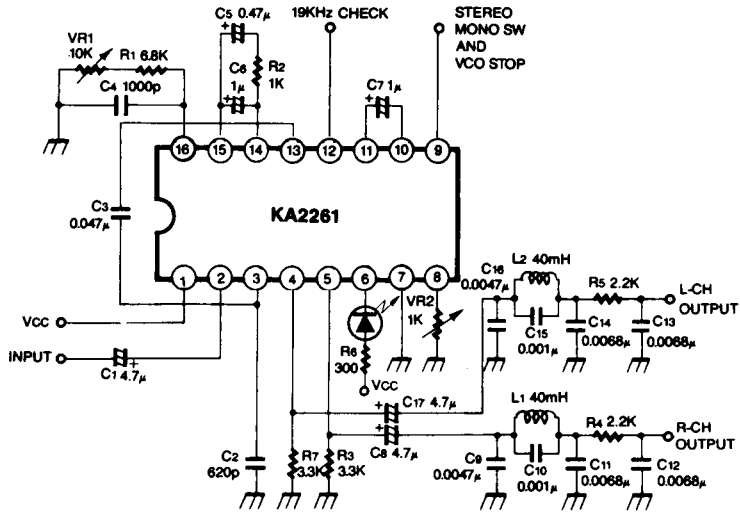 C5 0.47μ
19KHz CHECK
STEREO
MONO SW
AND
VCO STOP
VR1
10K
R1 6.8K
C4 1000p
C6
1μ
R2
1K
C7 1μ
+
+
+
16
15
14
13
12
11
10
9
C3
0.047μ
KA2261
1
2
3
4
5
6
7
8
VCC
INPUT
C1 4.7μ
+
VR2
1K
R6
300
VCC
C16
0.0047μ
L2 40mH
C15
0.001μ
R5 2.2K
C14
0.0068μ
C13
0.0068μ
L-CH
OUTPUT
+
C17 4.7μ
+
C8 4.7μ
C2
620p
R7
3.3K
R3
3.3K
C9
0.0047μ
L1 40mH
C10
0.001μ
R4 2.2K
C11
0.0068μ
C12
0.0068μ
R-CH
OUTPUT